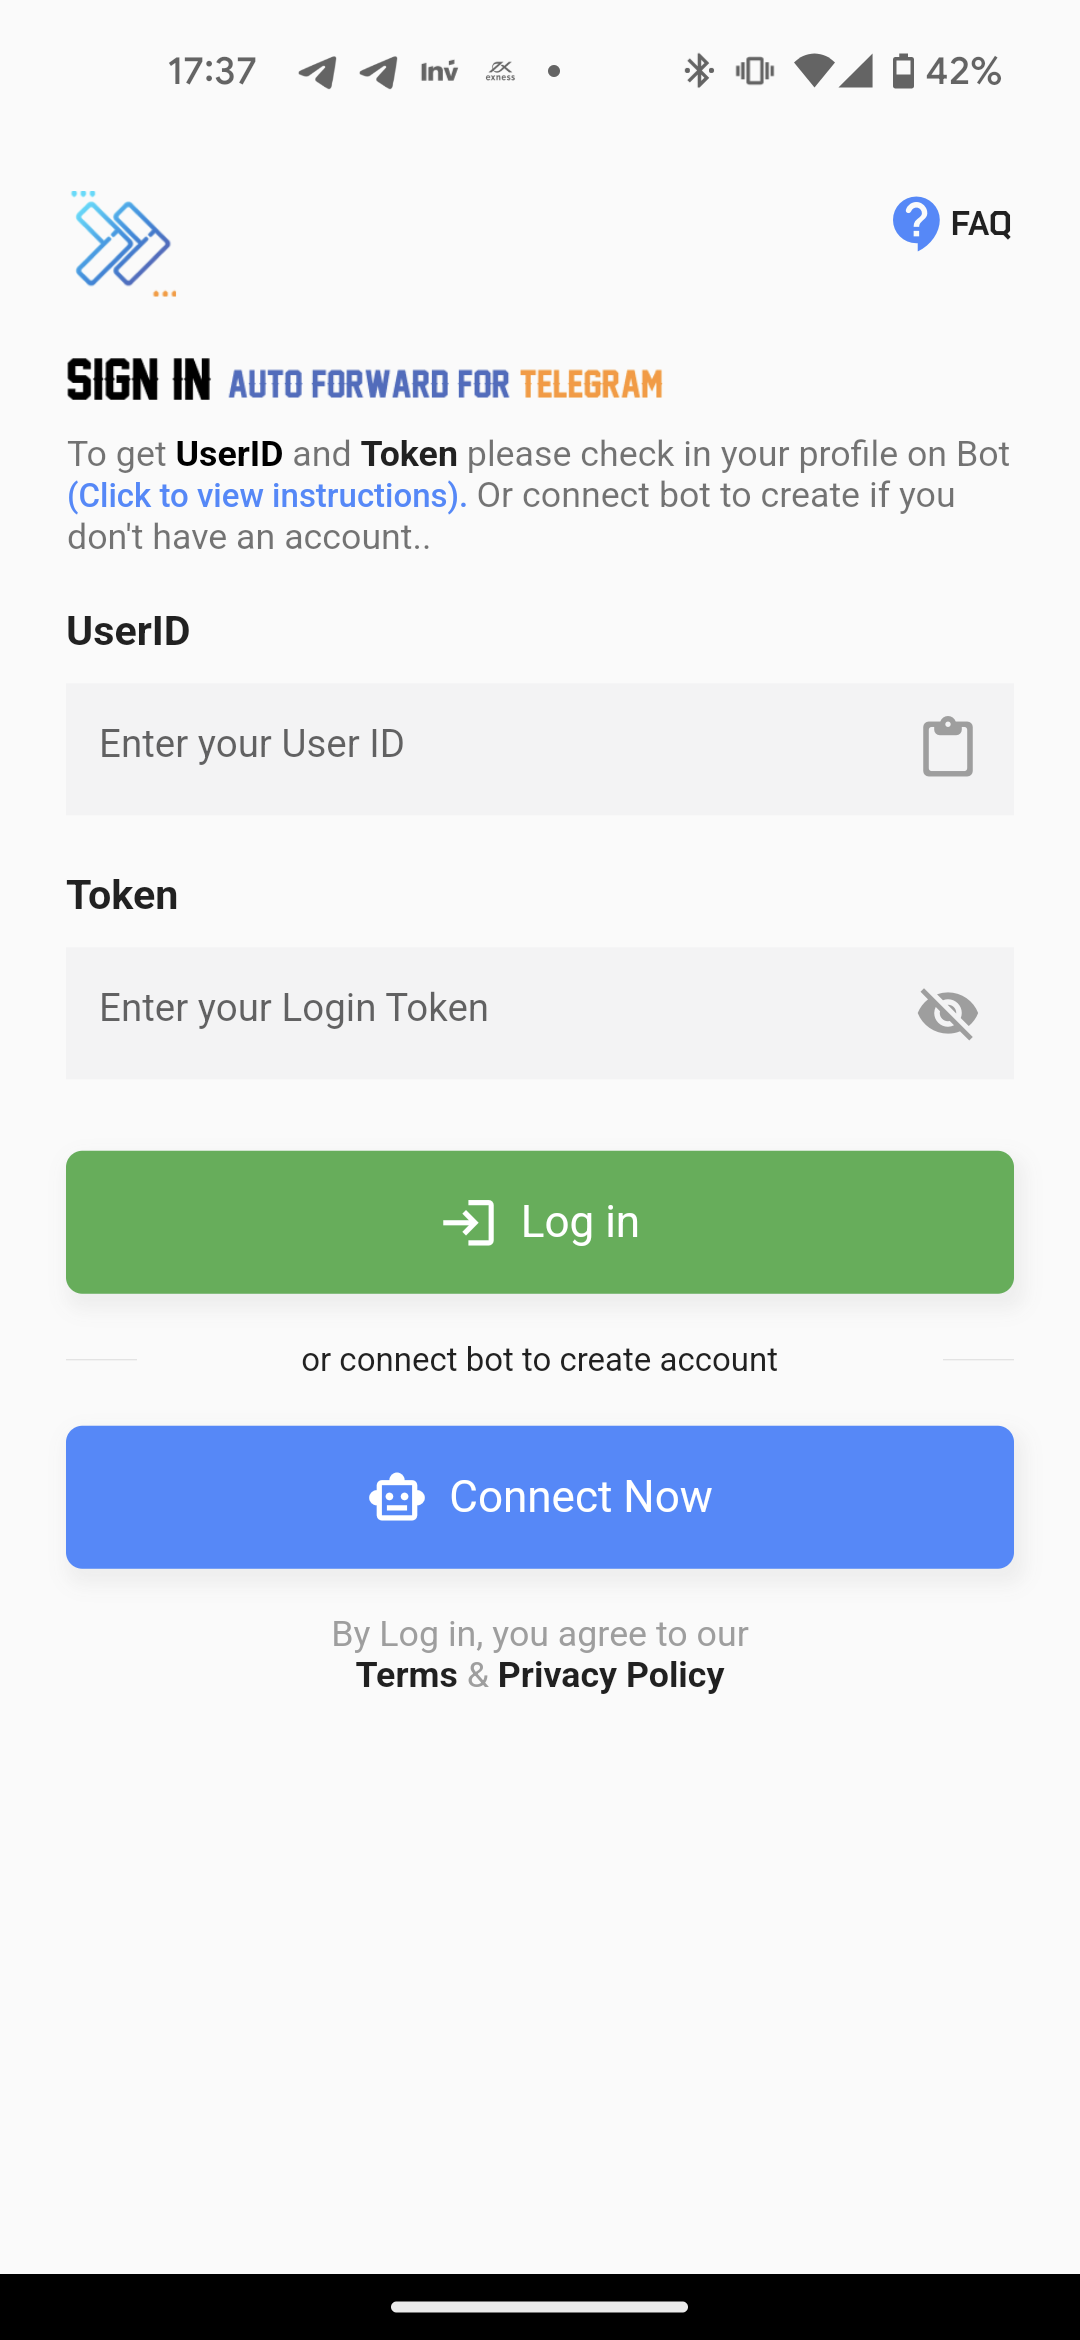 17:37 Inv exness 42%
FAQ
SIGN IN AUTO FORWARD FOR TELEGRAM
To get UserID and Token please check in your profile on Bot
(Click to view instructions). Or connect bot to create if you
don't have an account..
UserID
Enter your User ID
Token
Enter your Login Token
Log in
or connect bot to create account
Connect Now
By Log in, you agree to our
Terms & Privacy Policy